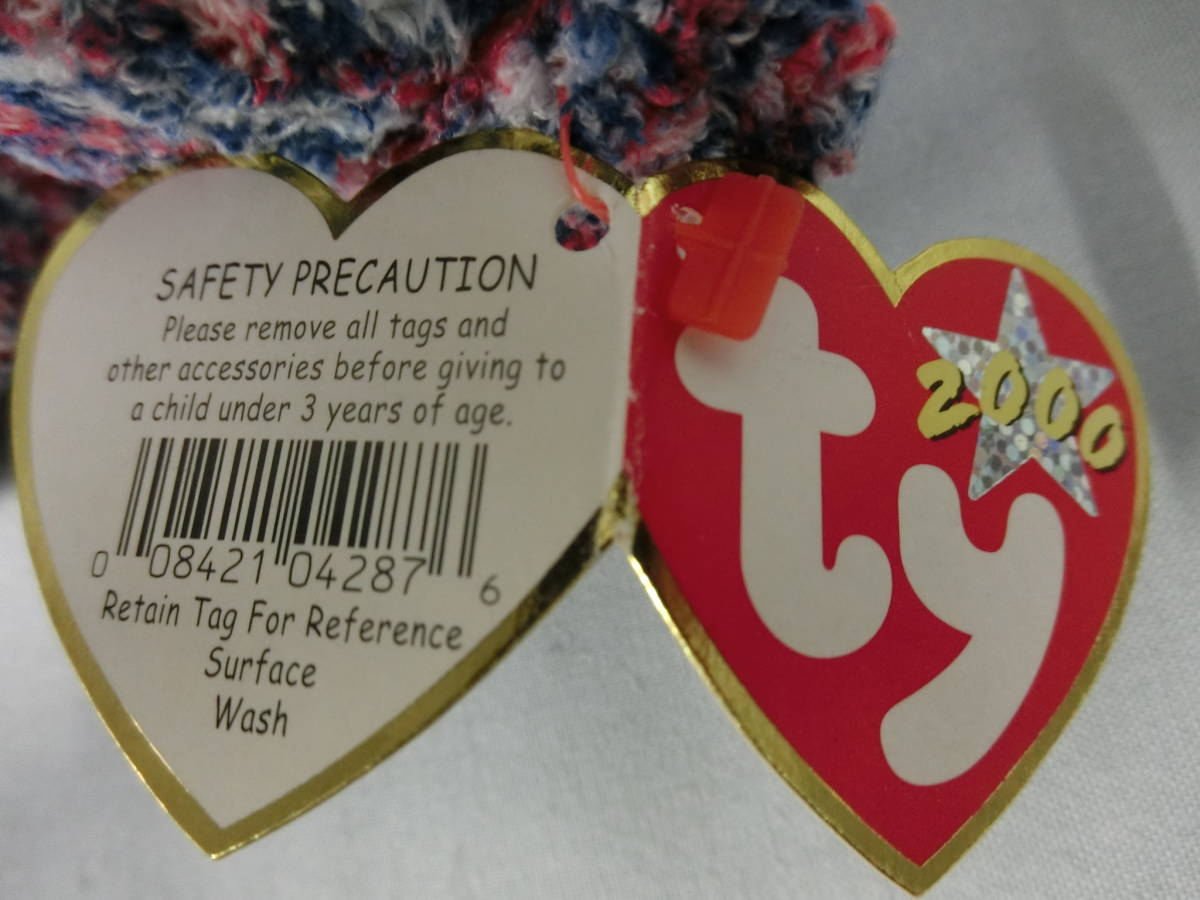 SAFETY PRECAUTION
Please remove all tags and
other accessories before giving to
a child under 3 years of age.
0 08421 04287 6
Retain Tag For Reference
Surface
Wash
ty
2000